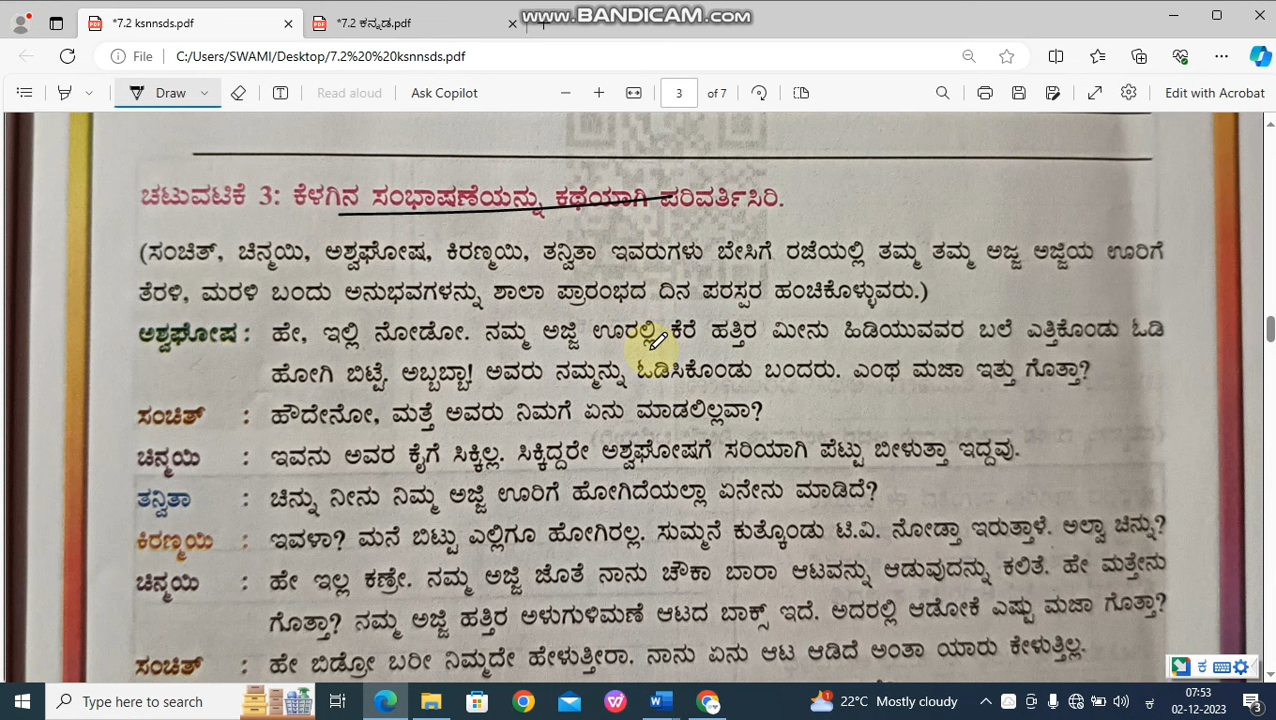 www.BANDICAM.com
*7.2 ksnnsds.pdf
*7.2 ಕನ್ನಡ.pdf
File C:/Users/SWAMI/Desktop/7.2%20%20ksnnsds.pdf
Draw Read aloud Ask Copilot 3 of 7 Edit with Acrobat
ಚಟುವಟಿಕೆ 3: ಕೆಳಗಿನ ಸಂಭಾಷಣೆಯನ್ನು ಕಥೆಯಾಗಿ ಪರಿವರ್ತಿಸಿರಿ.
(ಸಂಚಿತ್, ಚಿನ್ಮಯಿ, ಅಶ್ವಘೋಷ, ಕಿರಣ್ಮಯಿ, ತನ್ವಿತಾ ಇವರುಗಳು ಬೇಸಿಗೆ ರಜೆಯಲ್ಲಿ ತಮ್ಮ ತಮ್ಮ ಅಜ್ಜ ಅಜ್ಜಿಯ ಊರಿಗೆ
ತೆರಳಿ, ಮರಳಿ ಬಂದು ಅನುಭವಗಳನ್ನು ಶಾಲಾ ಪ್ರಾರಂಭದ ದಿನ ಪರಸ್ಪರ ಹಂಚಿಕೊಳ್ಳುವರು.)
ಅಶ್ವಘೋಷ : ಹೇ, ಇಲ್ಲಿ ನೋಡೋ. ನಮ್ಮ ಅಜ್ಜಿ ಊರಲ್ಲಿ ಕೆರೆ ಹತ್ತಿರ ಮೀನು ಹಿಡಿಯುವವರ ಬಲೆ ಎತ್ತಿಕೊಂಡು ಓಡಿ
ಹೋಗಿ ಬಿಟ್ಟೆ. ಅಬ್ಬಬ್ಬಾ! ಅವರು ನಮ್ಮನ್ನು ಓಡಿಸಿಕೊಂಡು ಬಂದರು. ಎಂಥ ಮಜಾ ಇತ್ತು ಗೊತ್ತಾ?
ಸಂಚಿತ್ : ಹೌದೇನೋ, ಮತ್ತೆ ಅವರು ನಿಮಗೆ ಏನು ಮಾಡಲಿಲ್ಲವಾ?
ಚಿನ್ಮಯಿ : ಇವನು ಅವರ ಕೈಗೆ ಸಿಕ್ಕಿಲ್ಲ. ಸಿಕ್ಕಿದ್ದರೇ ಅಶ್ವಘೋಷಗೆ ಸರಿಯಾಗಿ ಪೆಟ್ಟು ಬೀಳುತ್ತಾ ಇದ್ದವು.
ತನ್ವಿತಾ : ಚಿನ್ನು ನೀನು ನಿಮ್ಮ ಅಜ್ಜಿ ಊರಿಗೆ ಹೋಗಿದೆಯಲ್ಲಾ ಏನೇನು ಮಾಡಿದೆ?
ಕಿರಣ್ಮಯಿ : ಇವಳಾ? ಮನೆ ಬಿಟ್ಟು ಎಲ್ಲಿಗೂ ಹೋಗಿರಲ್ಲ. ಸುಮ್ಮನೆ ಕುತ್ಕೊಂಡು ಟಿ.ವಿ. ನೋಡ್ತಾ ಇರುತ್ತಾಳೆ. ಅಲ್ವಾ ಚಿನ್ನು?
ಚಿನ್ಮಯಿ : ಹೇ ಇಲ್ಲ ಕಣ್ರೇ. ನಮ್ಮ ಅಜ್ಜಿ ಜೊತೆ ನಾನು ಚೌಕಾ ಬಾರಾ ಆಟವನ್ನು ಆಡುವುದನ್ನು ಕಲಿತೆ. ಹೇ ಮತ್ತೇನು
ಗೊತ್ತಾ? ನಮ್ಮ ಅಜ್ಜಿ ಹತ್ತಿರ ಅಳುಗುಳಿಮಣೆ ಆಟದ ಬಾಕ್ಸ್ ಇದೆ. ಅದರಲ್ಲಿ ಆಡೋಕೆ ಎಷ್ಟು ಮಜಾ ಗೊತ್ತಾ?
ಸಂಚಿತ್ : ಹೇ ಬಿಡ್ರೋ ಬರೀ ನಿಮ್ಮದೇ ಹೇಳುತ್ತೀರಾ. ನಾನು ಏನು ಆಟ ಆಡಿದೆ ಅಂತಾ ಯಾರು ಕೇಳುತ್ತಿಲ್ಲ.
Type here to search 22°C Mostly cloudy 07:53
02-12-2023